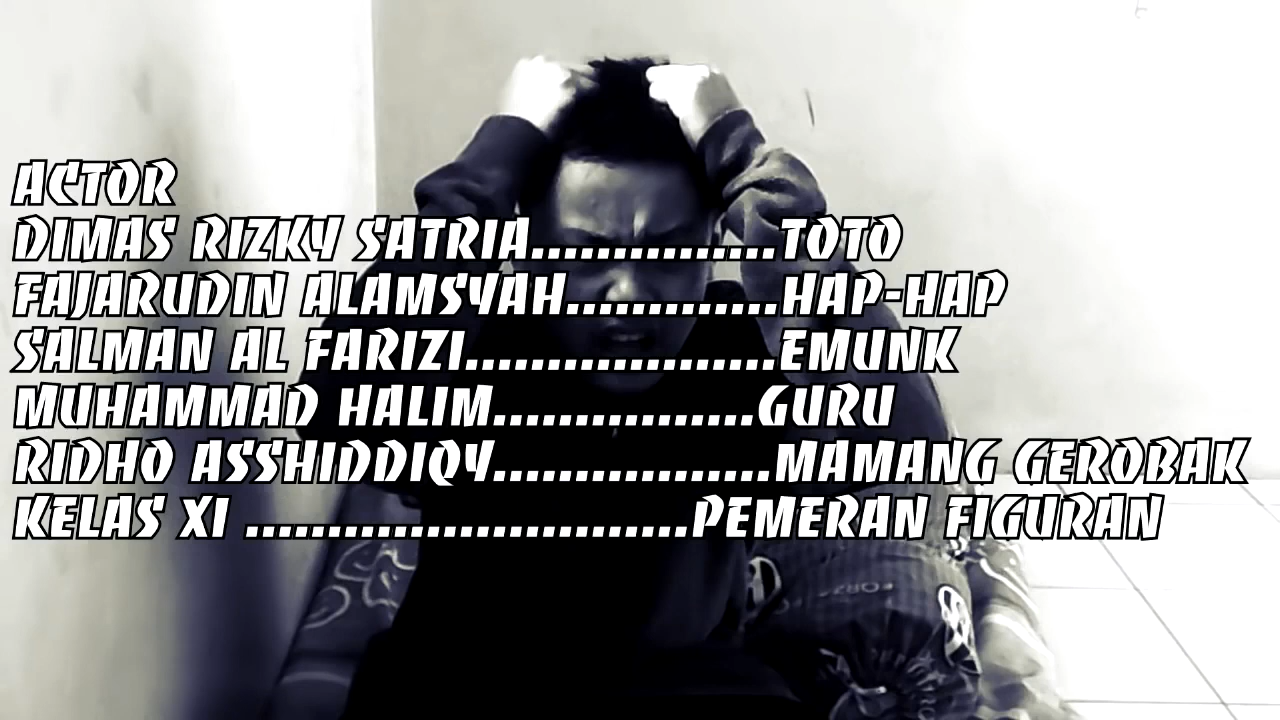 ACTOR
DIMAS RIZKY SATRIA...............TOTO
FAJARUDIN ALAMSYAH.............HAP-HAP
SALMAN AL FARIZI...................EMUNK
MUHAMMAD HALIM................GURU
RIDHO ASSHIDDIQY.................MAMANG GEROBAK
KELAS XI ...........................PEMERAN FIGURAN